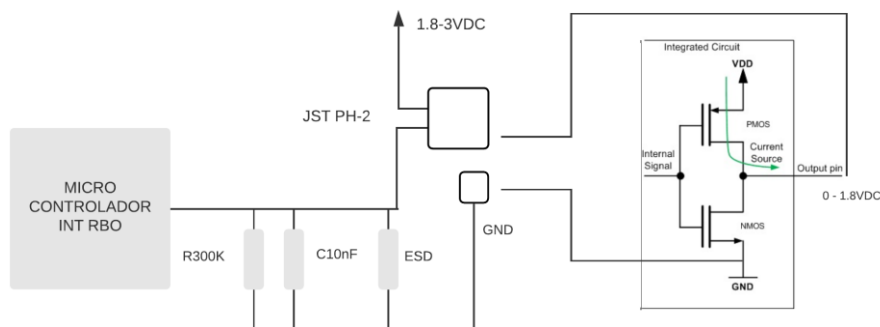 1.8-3VDC
JST PH-2
MICRO
CONTROLADOR
INT RBO
R300K
C10nF
ESD
GND
Integrated Circuit
VDD
PMOS
Internal
Signal
Current
Source
Output pin
0 - 1.8VDC
NMOS
GND